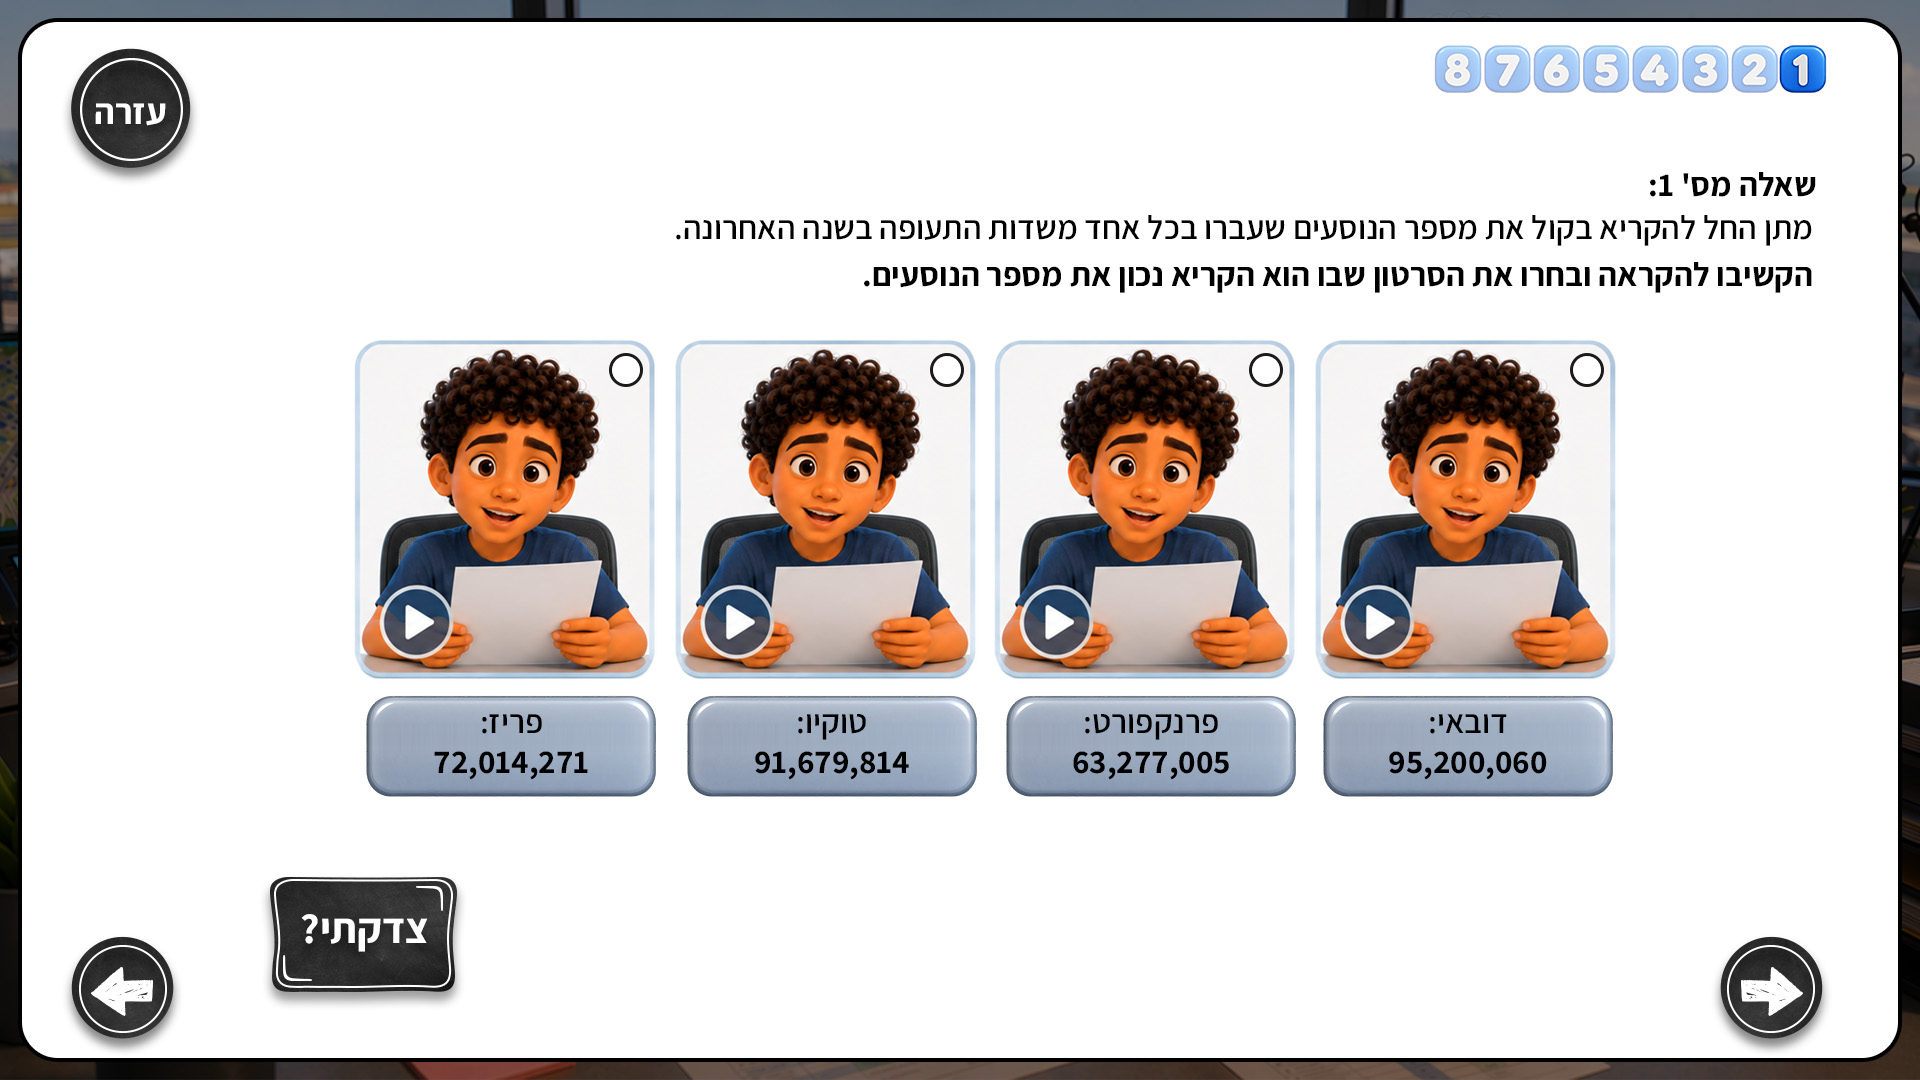 1 2 3 4 5 6 7 8
עזרה
שאלה מס' 1:
מתן החל להקריא בקול את מספר הנוסעים שעברו בכל אחד משדות התעופה בשנה האחרונה.
הקשיבו להקראה ובחרו את הסרטון שבו הוא הקריא נכון את מספר הנוסעים.
דובאי:
95,200,060
פרנקפורט:
63,277,005
טוקיו:
91,679,814
פריז:
72,014,271
צדקתי?